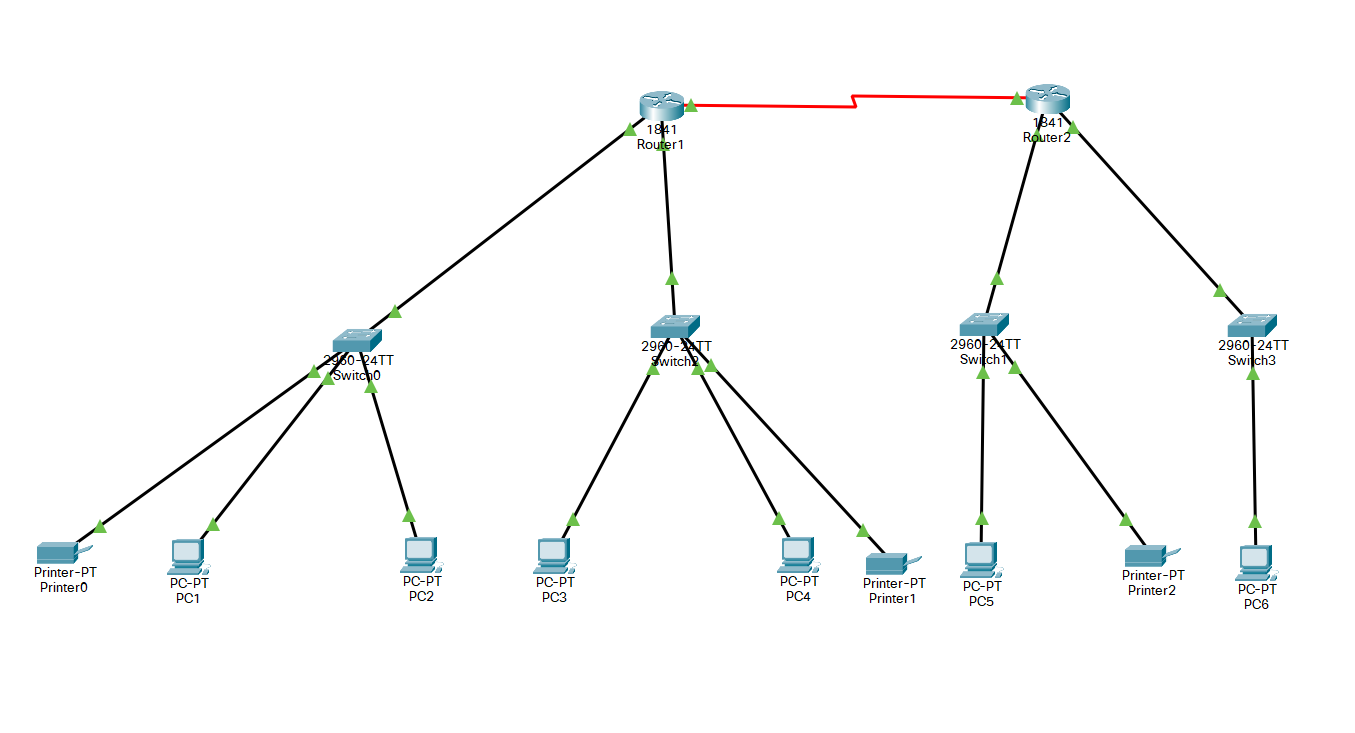 1841
Router1
1841
Router2
2960-24TT
Switch0
2960-24TT
Switch2
2960-24TT
Switch1
2960-24TT
Switch3
Printer-PT
Printer0
PC-PT
PC1
PC-PT
PC2
PC-PT
PC3
PC-PT
PC4
Printer-PT
Printer1
PC-PT
PC5
Printer-PT
Printer2
PC-PT
PC6